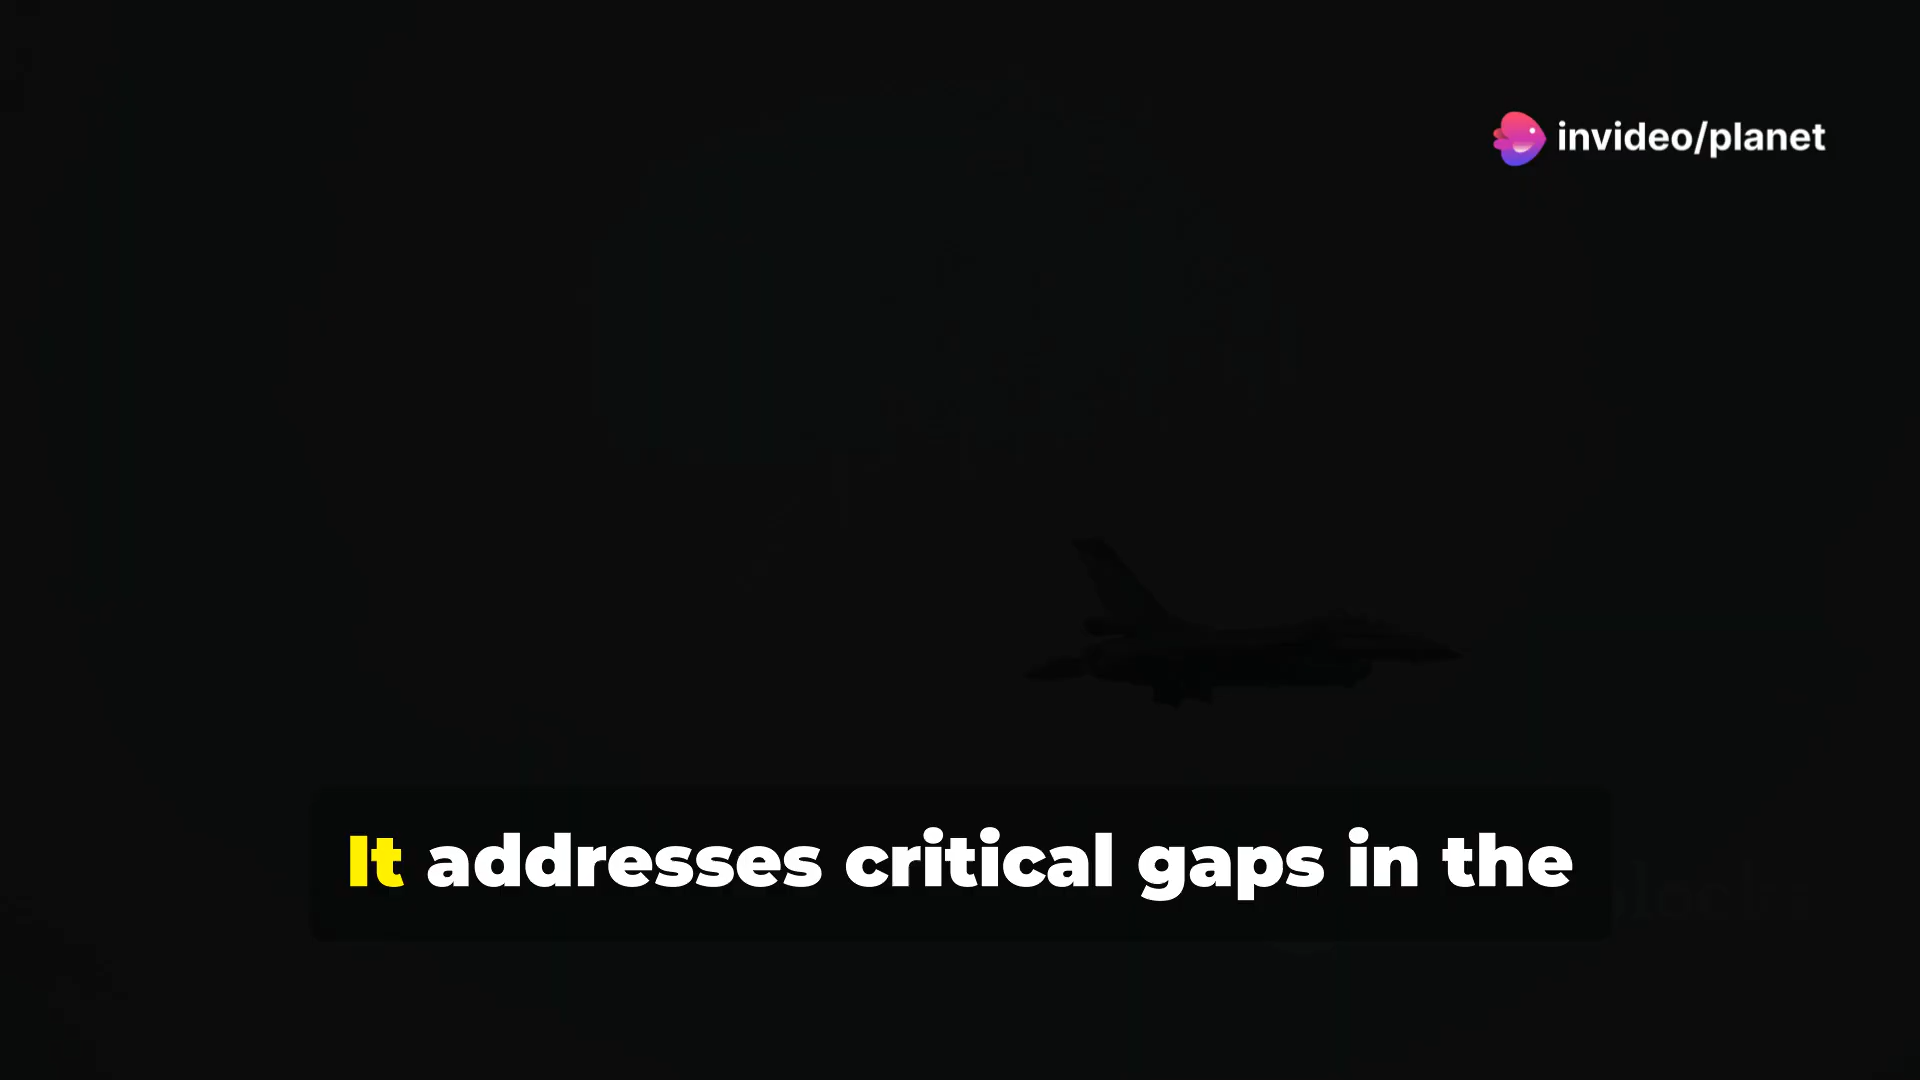 invideo/planet
It addresses critical gaps in the